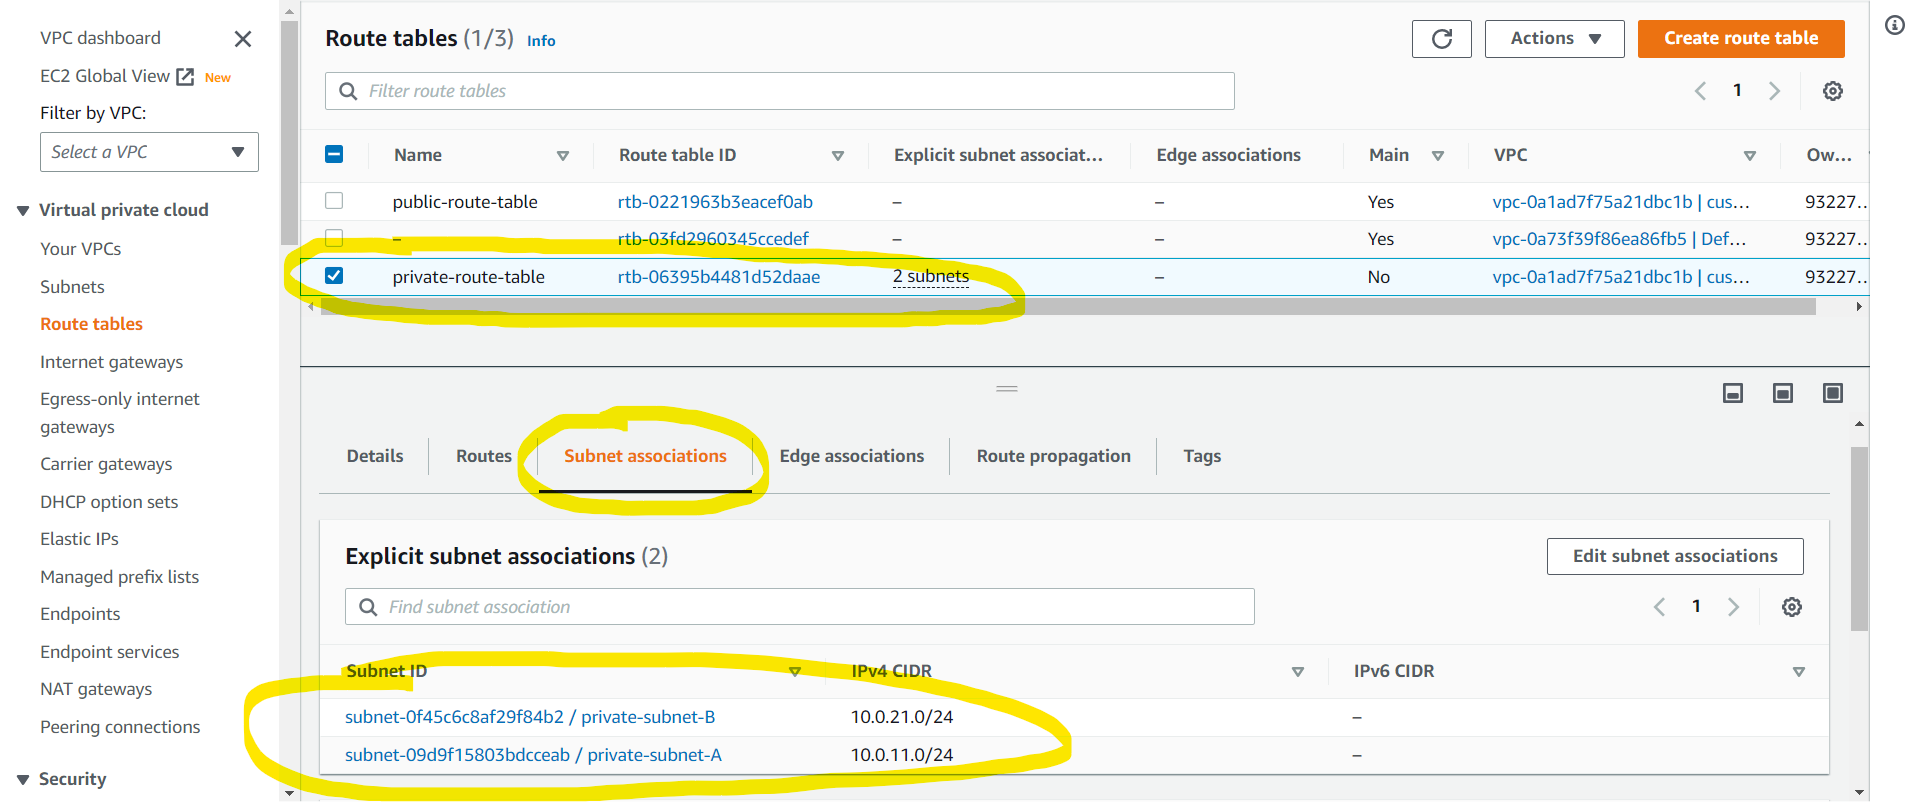 VPC dashboard
EC2 Global View New
Filter by VPC:
Select a VPC
Virtual private cloud
Your VPCs
Subnets
Route tables
Internet gateways
Egress-only internet
gateways
Carrier gateways
DHCP option sets
Elastic IPs
Managed prefix lists
Endpoints
Endpoint services
NAT gateways
Peering connections
Security
Route tables (1/3) Info
Actions
Create route table
Filter route tables
1
Name Route table ID Explicit subnet associat... Edge associations Main VPC Ow...
public-route-table rtb-0221963b3eacef0ab – – Yes vpc-0a1ad7f75a21dbc1b | cus... 93227...
– rtb-03fd2960345ccedef – – Yes vpc-0a73f39f86ea86fb5 | Def... 93227...
private-route-table rtb-06395b4481d52daae 2 subnets – No vpc-0a1ad7f75a21dbc1b | cus... 93227...
Details Routes Subnet associations Edge associations Route propagation Tags
Explicit subnet associations (2)
Edit subnet associations
Find subnet association
1
Subnet ID IPv4 CIDR IPv6 CIDR
subnet-0f45c6c8af29f84b2 / private-subnet-B 10.0.21.0/24 –
subnet-09d9f15803bdcceab / private-subnet-A 10.0.11.0/24 –